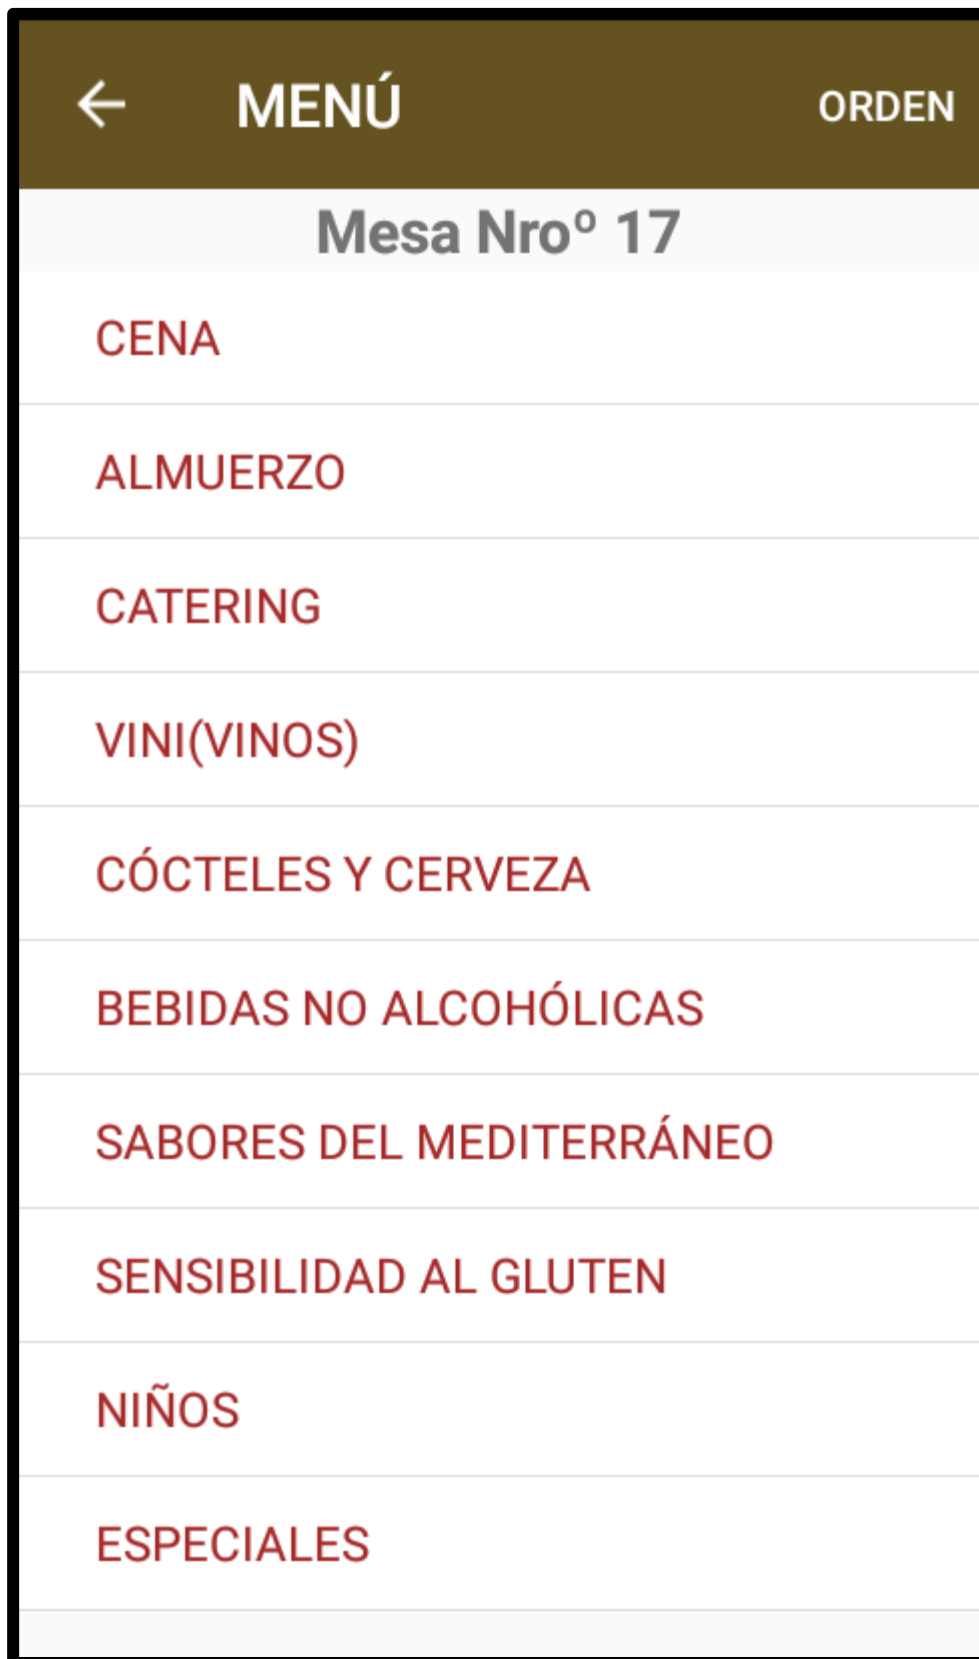 MENÚ ORDEN
Mesa Nroº 17
CENA
ALMUERZO
CATERING
VINI(VINOS)
CÓCTELES Y CERVEZA
BEBIDAS NO ALCOHÓLICAS
SABORES DEL MEDITERRÁNEO
SENSIBILIDAD AL GLUTEN
NIÑOS
ESPECIALES